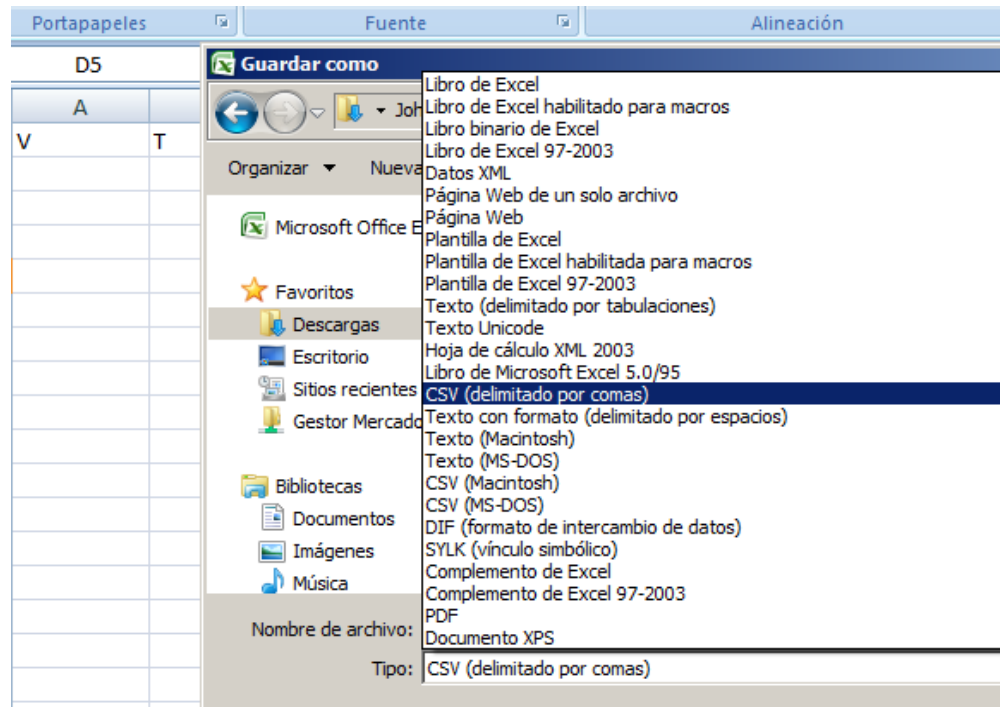 Portapapeles
Fuente
Alineación
D5
A
V
T
Guardar como
Joh
Organizar
Nueva
Microsoft Office E
Favoritos
Descargas
Escritorio
Sitios recientes
Gestor Mercado
Bibliotecas
Documentos
Imágenes
Música
Libro de Excel
Libro de Excel habilitado para macros
Libro binario de Excel
Libro de Excel 97-2003
Datos XML
Página Web de un solo archivo
Página Web
Plantilla de Excel
Plantilla de Excel habilitada para macros
Plantilla de Excel 97-2003
Texto (delimitado por tabulaciones)
Texto Unicode
Hoja de cálculo XML 2003
Libro de Microsoft Excel 5.0/95
CSV (delimitado por comas)
Texto con formato (delimitado por espacios)
Texto (Macintosh)
Texto (MS-DOS)
CSV (Macintosh)
CSV (MS-DOS)
DIF (formato de intercambio de datos)
SYLK (vínculo simbólico)
Complemento de Excel
Complemento de Excel 97-2003
PDF
Documento XPS
Nombre de archivo:
Tipo: CSV (delimitado por comas)